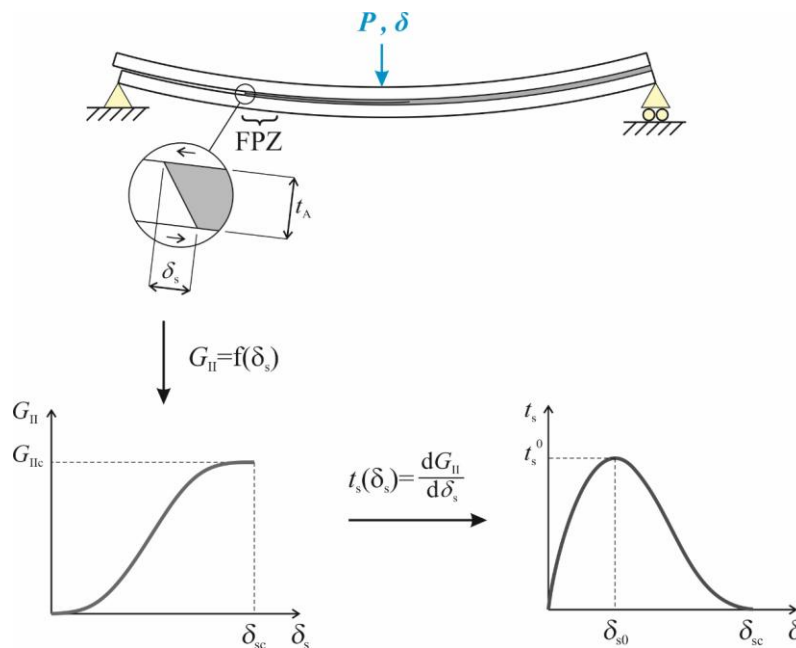 P , δ
FPZ
t_A
δ_s
G_II=f(δ_s)
G_II
G_IIc
δ_sc
δ_s
t_s(δ_s)=dG_II/dδ_s
t_s
t_s^0
δ_s0
δ_sc
δ